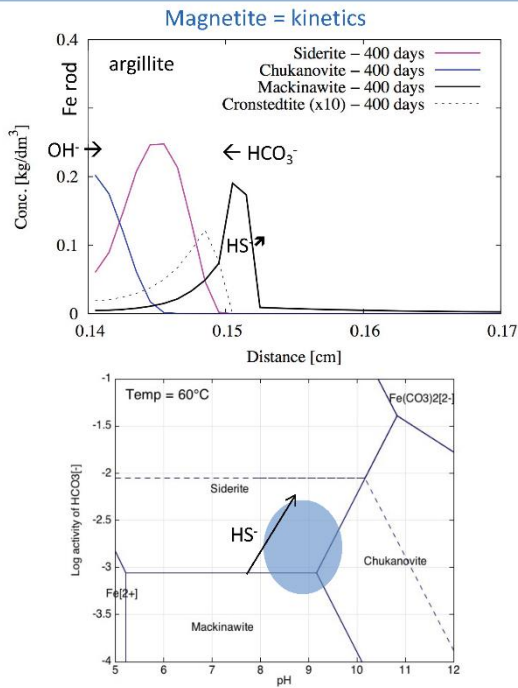 Magnetite = kinetics
0.4
argillite
Siderite – 400 days
Chukanovite – 400 days
Mackinawite – 400 days
Cronstedtite (x10) – 400 days
Fe rod
OH⁻ →
← HCO₃⁻
Conc. [kg/dm³]
0.2
0.1
HS⁻
0
0.14 0.15 0.16 0.17
Distance [cm]
-1
Temp = 60°C
Fe(CO3)2[2-]
-1.5
-2
Siderite
-2.5
HS⁻
Log activity of HCO3[-]
Chukanovite
-3
Fe[2+]
-3.5
Mackinawite
-4
5 6 7 8 9 10 11 12
pH